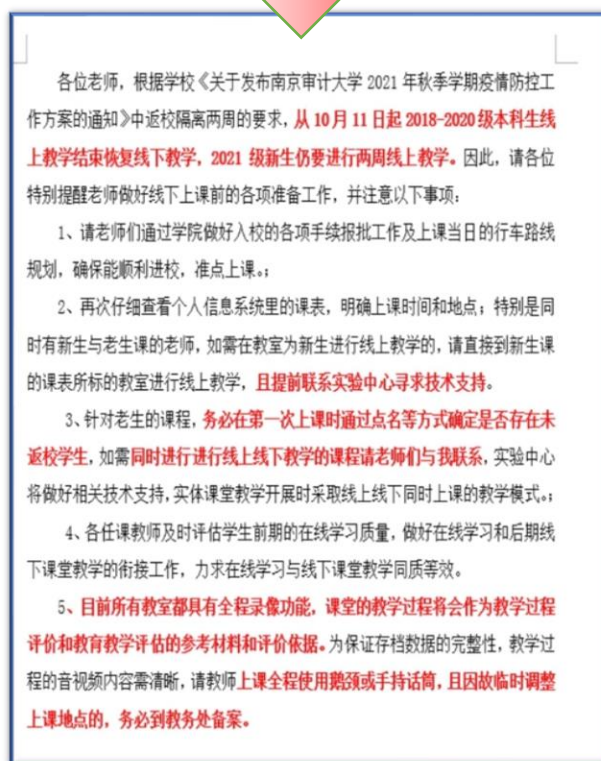 各位老师，根据学校《关于发布南京审计大学 2021 年秋季学期疫情防控工
作方案的通知》中返校隔离两周的要求，从 10 月 11 日起 2018-2020 级本科生线
上教学结束恢复线下教学，2021 级新生仍要进行两周线上教学。因此，请各位
特别提醒老师做好线下上课前的各项准备工作，并注意以下事项：
1、请老师们通过学院做好入校的各项手续报批工作及上课当日的行车路线
规划，确保能顺利进校，准点上课。；
2、再次仔细查看个人信息系统里的课表，明确上课时间和地点；特别是同
时有新生与老生课的老师，如需在教室为新生进行线上教学的，请直接到新生课
的课表所标的教室进行线上教学，且提前联系实验中心寻求技术支持。
3、针对老生的课程，务必在第一次上课时通过点名等方式确定是否存在未
返校学生，如需同时进行进行线上线下教学的课程请老师们与我联系，实验中心
将做好相关技术支持，实体课堂教学开展时采取线上线下同时上课的教学模式。；
4、各任课教师及时评估学生前期的在线学习质量，做好在线学习和后期线
下课堂教学的衔接工作，力求在线学习与线下课堂教学同质等效。
5、目前所有教室都具有全程录像功能，课堂的教学过程将会作为教学过程
评价和教育教学评估的参考材料和评价依据。为保证存档数据的完整性，教学过
程的音视频内容需清晰，请教师上课全程使用鹅颈或手持话筒，且因故临时调整
上课地点的，务必到教务处备案。